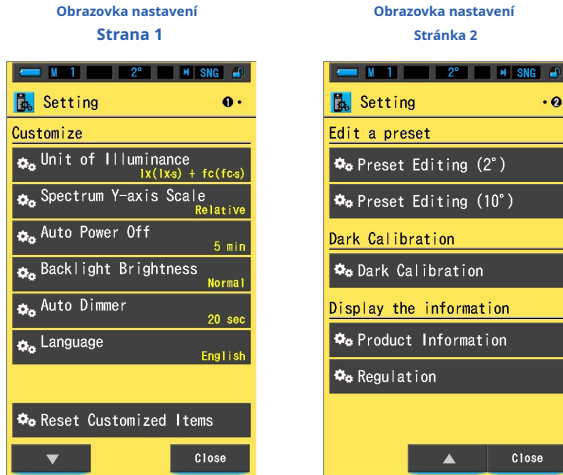 Obrazovka nastavení
Strana 1
M 1 2° SNG
Setting ❶•
Customize
Unit of Illuminance
lx(lx·s) + fc(fc·s)
Spectrum Y-axis Scale
Relative
Auto Power Off
5 min
Backlight Brightness
Normal
Auto Dimmer
20 sec
Language
English
Reset Customized Items
▼ Close
Obrazovka nastavení
Stránka 2
M 1 2° SNG
Setting •❷
Edit a preset
Preset Editing (2°)
Preset Editing (10°)
Dark Calibration
Dark Calibration
Display the information
Product Information
Regulation
▲ Close